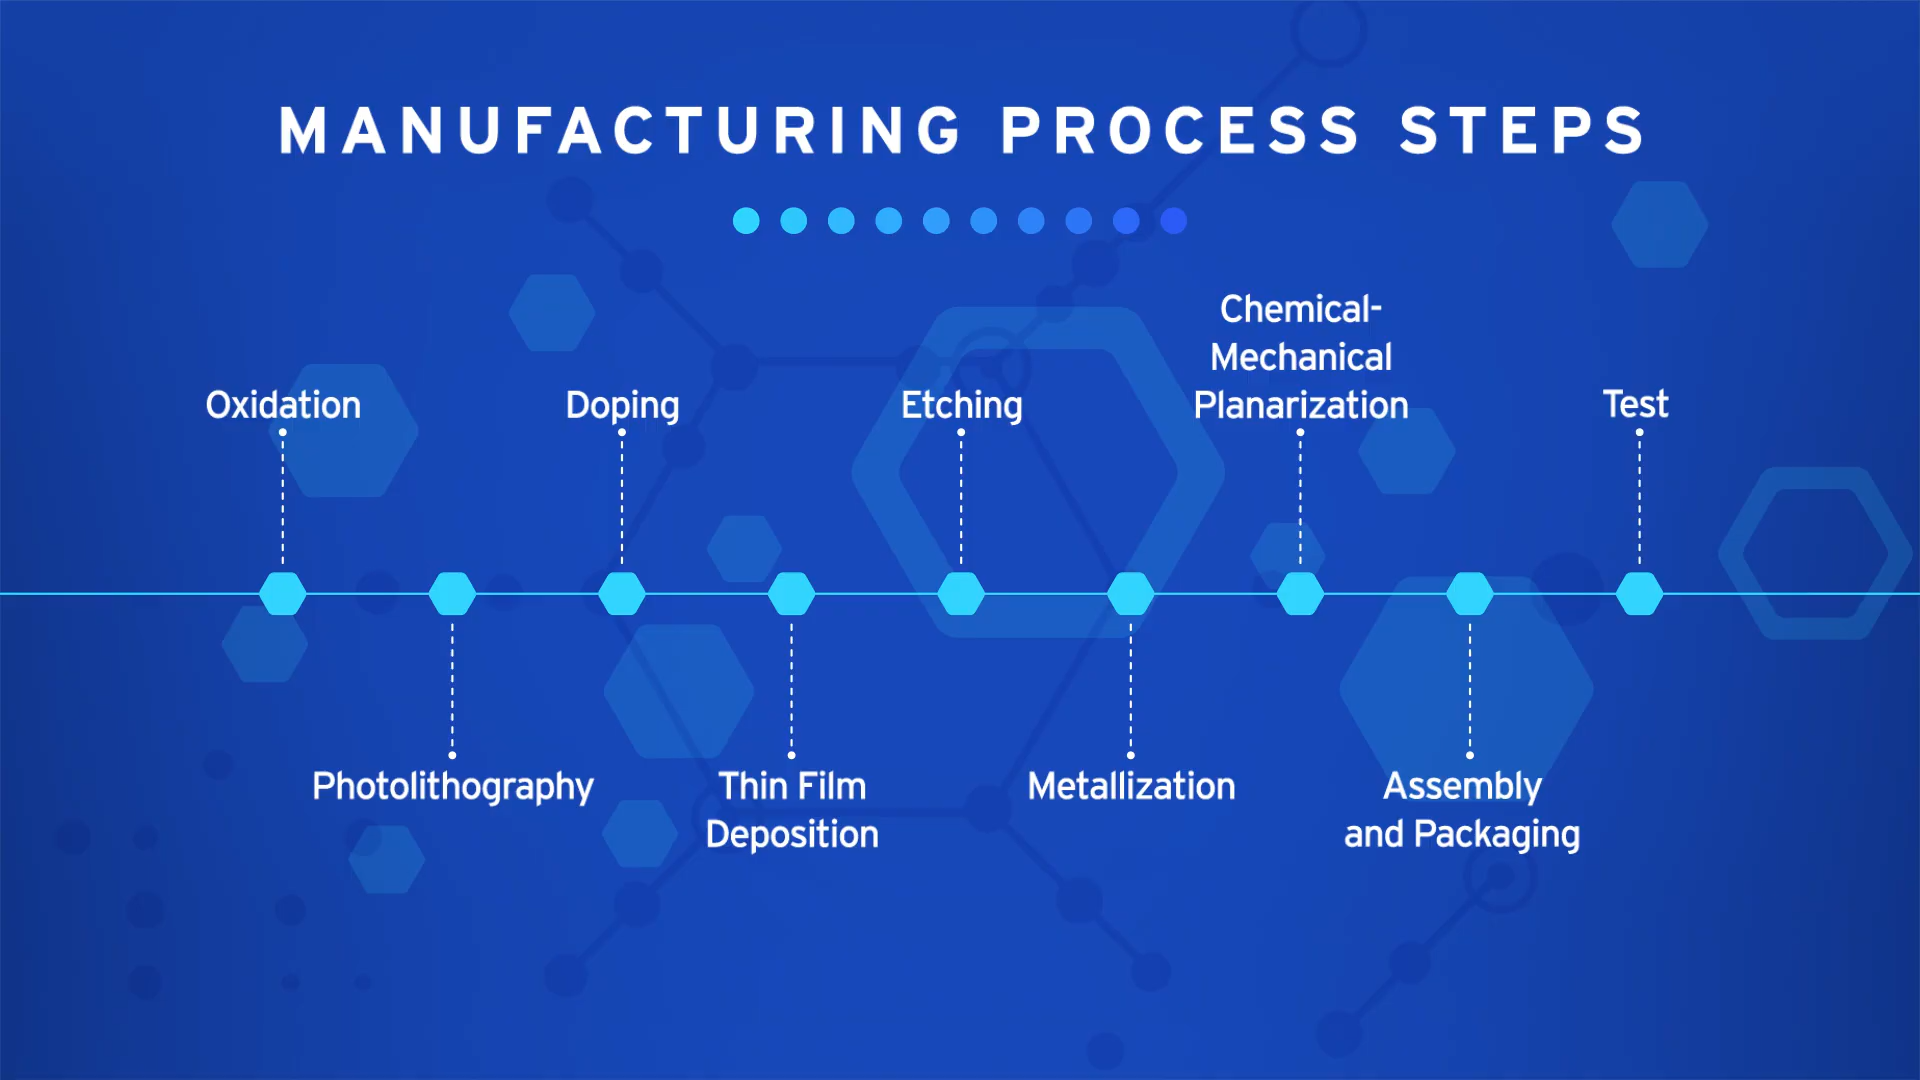 MANUFACTURING PROCESS STEPS
Oxidation
Photolithography
Doping
Thin Film
Deposition
Etching
Metallization
Chemical-
Mechanical
Planarization
Assembly
and Packaging
Test